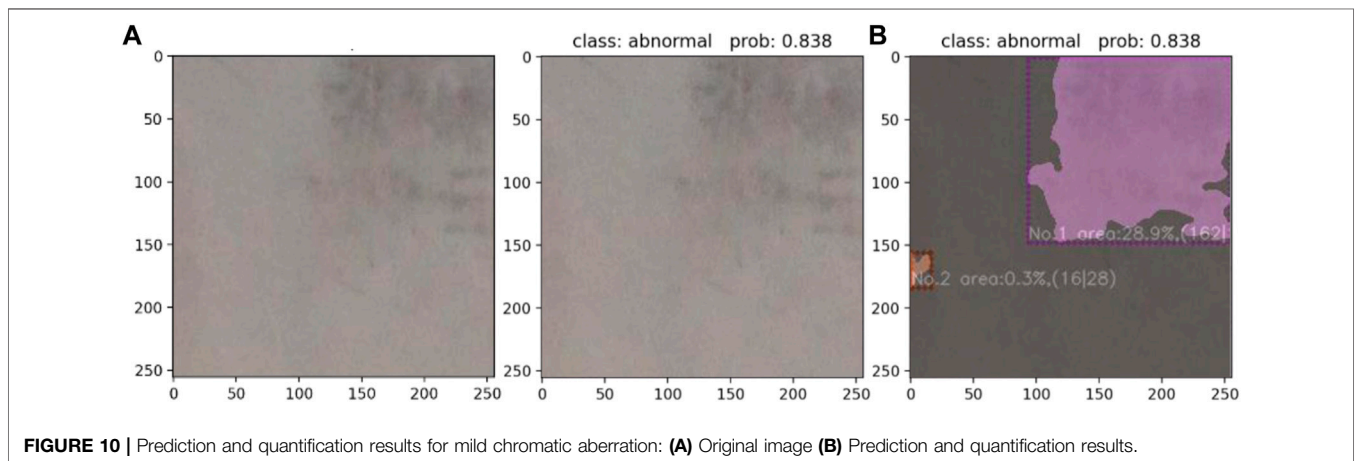 A
B
class: abnormal prob: 0.838
class: abnormal prob: 0.838
0
50
100
150
200
250
0 50 100 150 200 250
0
50
100
150
200
250
0 50 100 150 200 250
0
50
100
150
200
250
No.1 area:28.9%,(162|
No.2 area:0.3%,(16|28)
0 50 100 150 200 250
FIGURE 10 | Prediction and quantification results for mild chromatic aberration: (A) Original image (B) Prediction and quantification results.